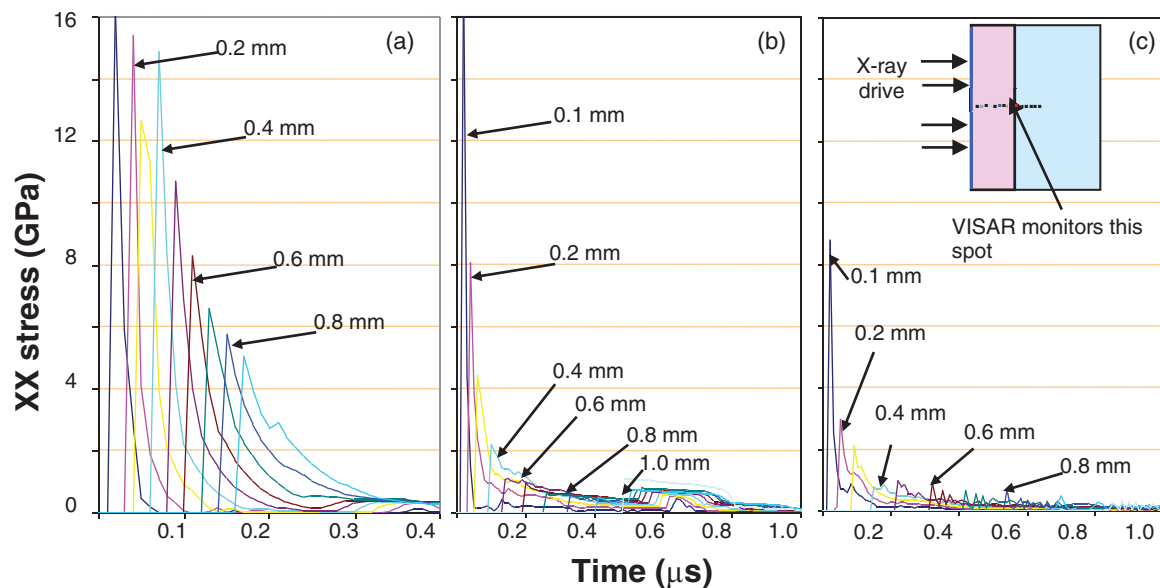 XX stress (GPa)
16
12
8
4
0
(a)
0.2 mm
0.4 mm
0.6 mm
0.8 mm
0.1
0.2
0.3
0.4
(b)
0.1 mm
0.2 mm
0.4 mm
0.6 mm
0.8 mm
1.0 mm
0.2
0.4
0.6
0.8
1.0
(c)
X-ray
drive
VISAR monitors this
spot
0.1 mm
0.2 mm
0.4 mm
0.6 mm
0.8 mm
0.2
0.4
0.6
0.8
1.0
Time (μs)